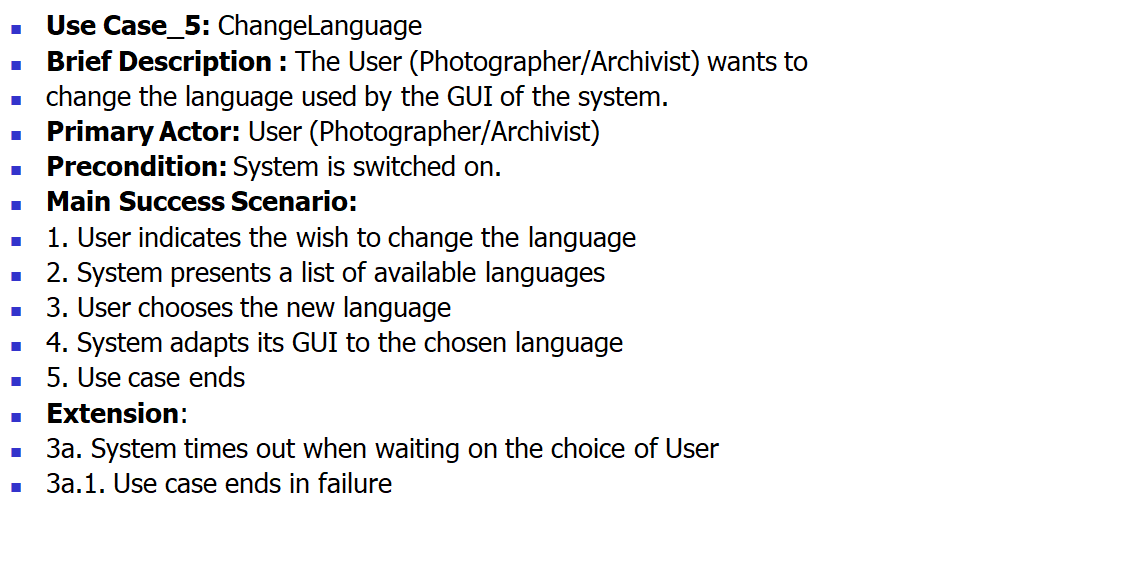 Use Case_5: ChangeLanguage
Brief Description : The User (Photographer/Archivist) wants to
change the language used by the GUI of the system.
Primary Actor: User (Photographer/Archivist)
Precondition: System is switched on.
Main Success Scenario:
1. User indicates the wish to change the language
2. System presents a list of available languages
3. User chooses the new language
4. System adapts its GUI to the chosen language
5. Use case ends
Extension:
3a. System times out when waiting on the choice of User
3a.1. Use case ends in failure